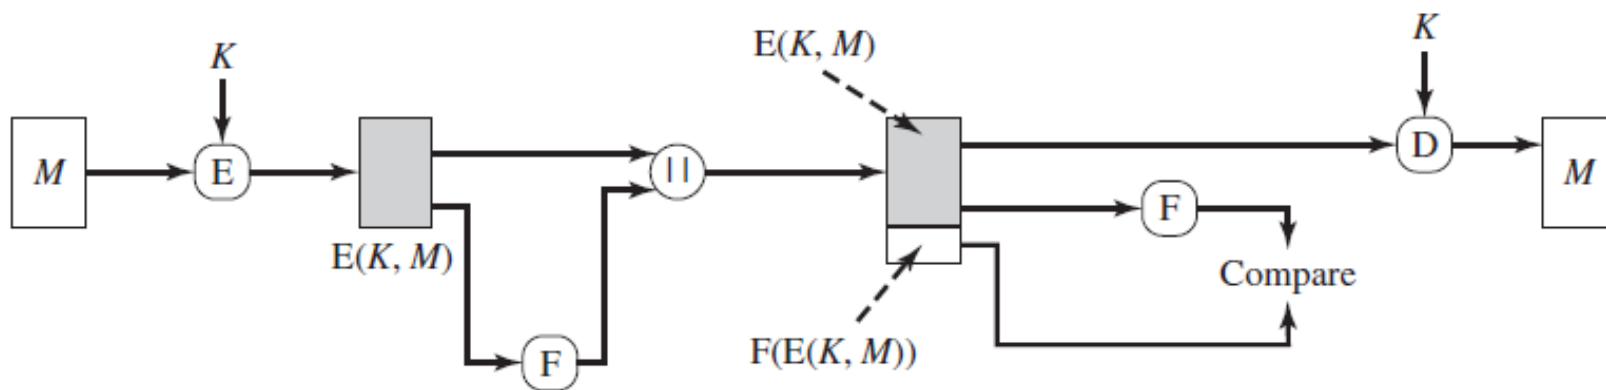 K
M
E
E(K, M)
F
||
E(K, M)
F(E(K, M))
F
Compare
K
D
M